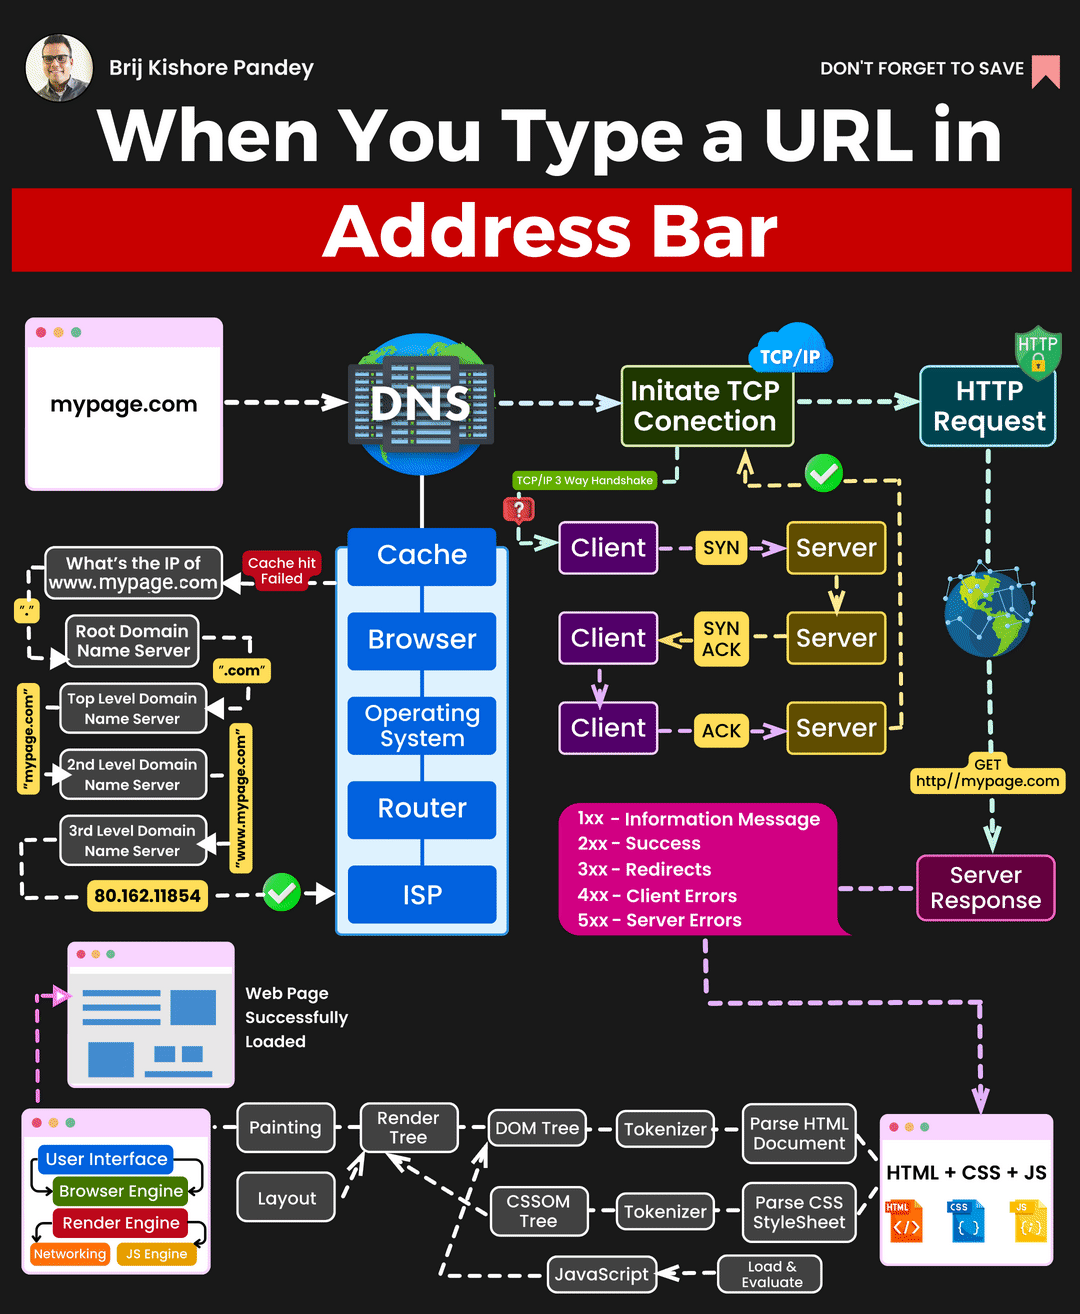 Brij Kishore Pandey
DON'T FORGET TO SAVE
When You Type a URL in
Address Bar
mypage.com
DNS
TCP/IP
Initate TCP
Conection
HTTP
HTTP
Request
TCP/IP 3 Way Handshake
?
Client
SYN
Server
Client
SYN
ACK
Server
Client
ACK
Server
Cache
Browser
Operating
System
Router
ISP
Cache hit
Failed
What's the IP of
www.mypage.com
"."
Root Domain
Name Server
".com"
Top Level Domain
Name Server
"mypage.com"
2nd Level Domain
Name Server
"www.mypage.com"
3rd Level Domain
Name Server
80.162.11854
GET
http//mypage.com
Server
Response
1xx - Information Message
2xx - Success
3xx - Redirects
4xx - Client Errors
5xx - Server Errors
Web Page
Successfully
Loaded
HTML + CSS + JS
HTML
CSS
JS
Parse HTML
Document
Tokenizer
DOM Tree
Render
Tree
Painting
Layout
Parse CSS
StyleSheet
Tokenizer
CSSOM
Tree
Load &
Evaluate
JavaScript
User Interface
Browser Engine
Render Engine
Networking
JS Engine